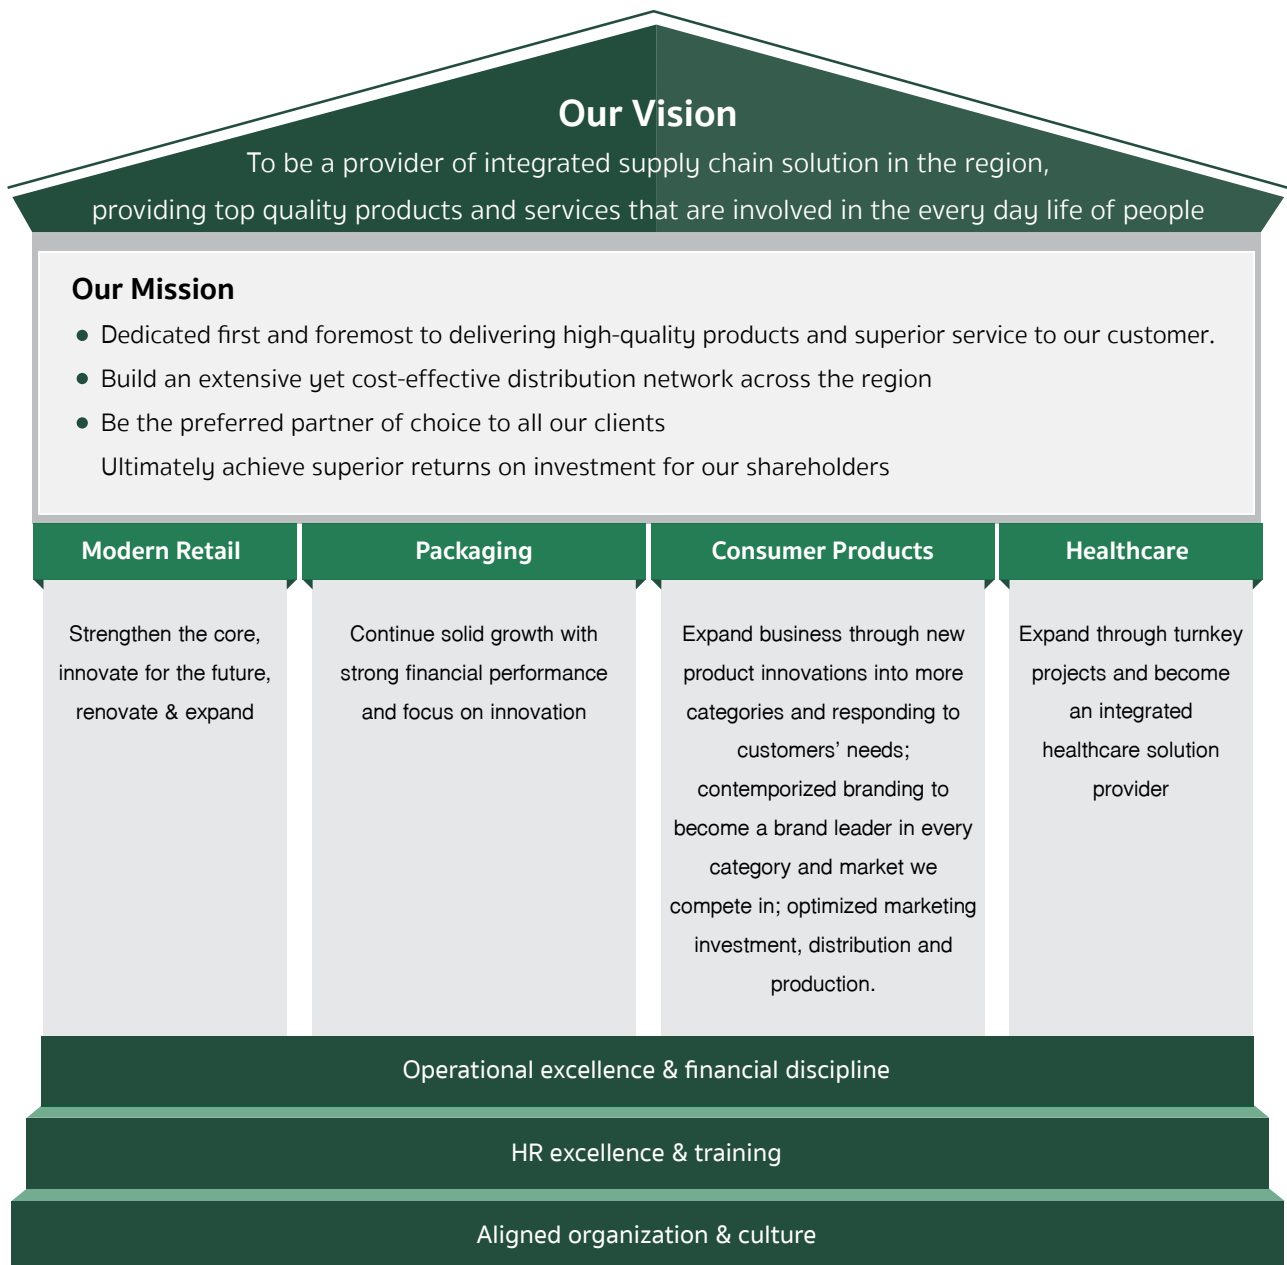 Our Vision
To be a provider of integrated supply chain solution in the region,
providing top quality products and services that are involved in the every day life of people
Our Mission
● Dedicated first and foremost to delivering high-quality products and superior service to our customer.
● Build an extensive yet cost-effective distribution network across the region
● Be the preferred partner of choice to all our clients
Ultimately achieve superior returns on investment for our shareholders
Modern Retail
Strengthen the core,
innovate for the future,
renovate & expand
Packaging
Continue solid growth with
strong financial performance
and focus on innovation
Consumer Products
Expand business through new
product innovations into more
categories and responding to
customers’ needs;
contemporized branding to
become a brand leader in every
category and market we
compete in; optimized marketing
investment, distribution and
production.
Healthcare
Expand through turnkey
projects and become
an integrated
healthcare solution
provider
Operational excellence & financial discipline
HR excellence & training
Aligned organization & culture